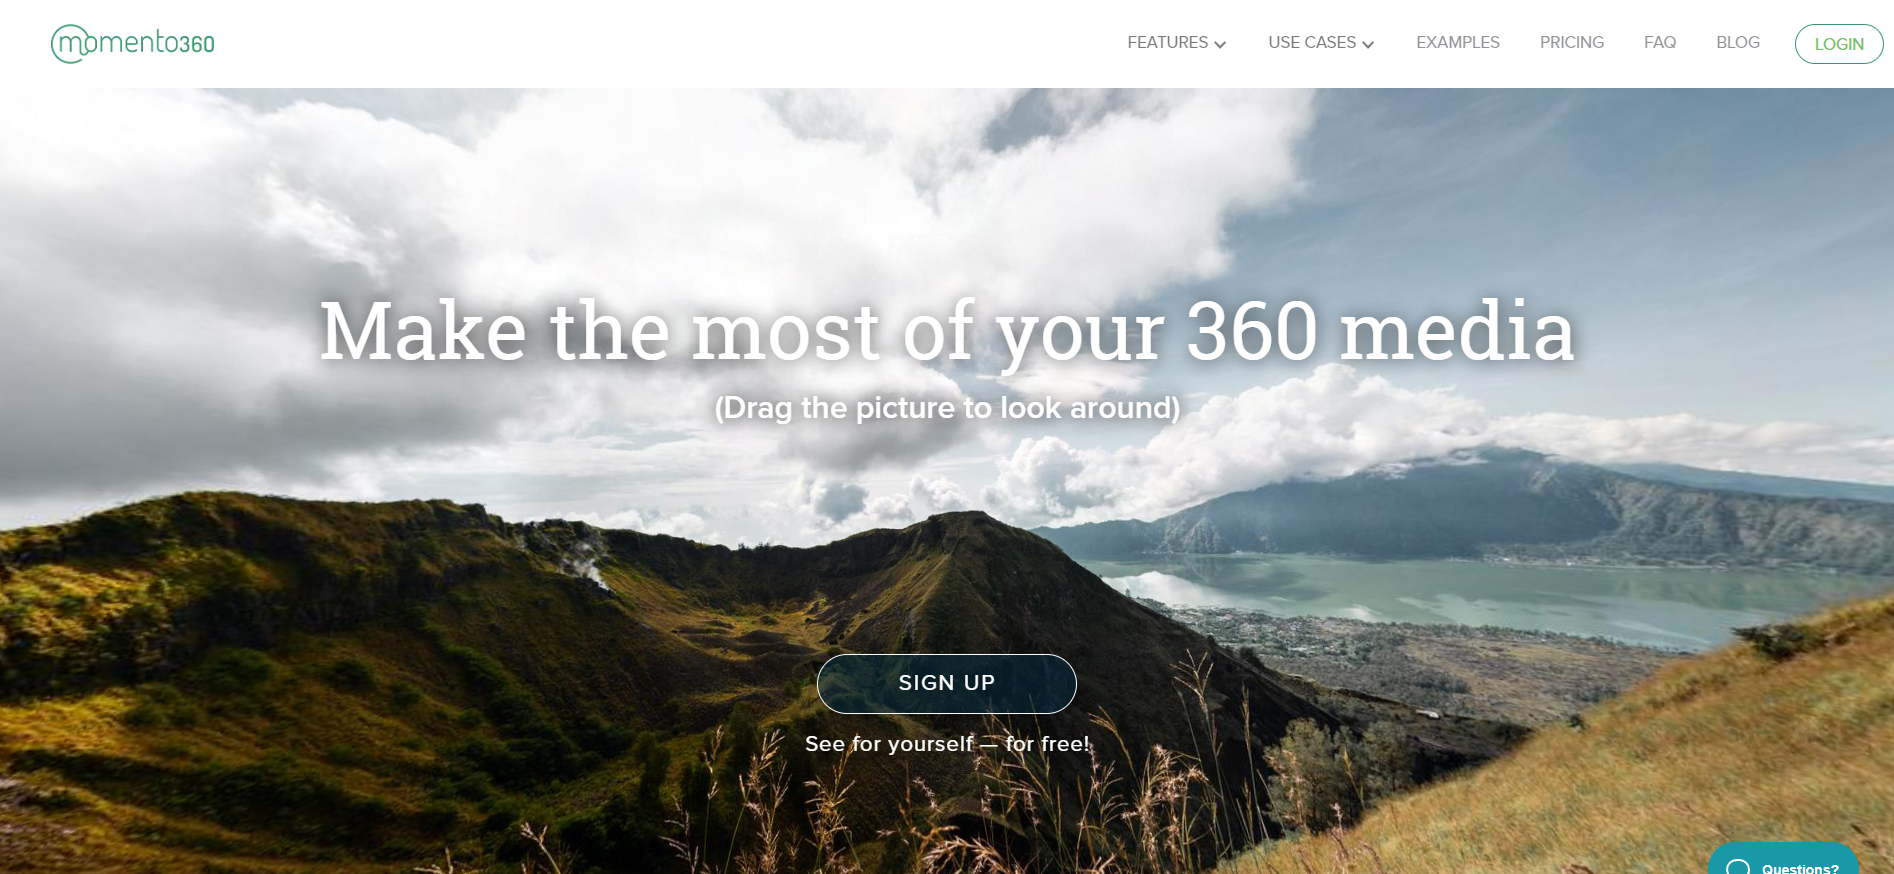 momento360
FEATURES
USE CASES
EXAMPLES
PRICING
FAQ
BLOG
LOGIN
Make the most of your 360 media
(Drag the picture to look around)
SIGN UP
See for yourself — for free!
Questions?